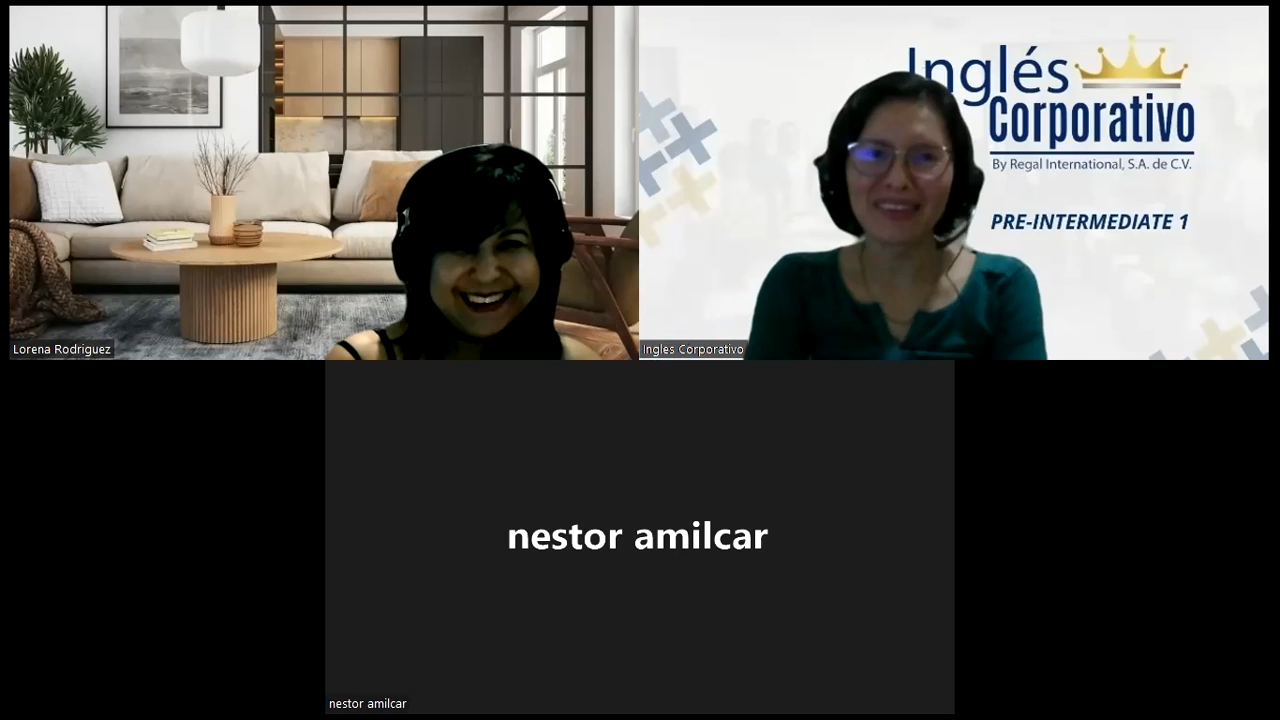 Inglés
Corporativo
By Regal International, S.A. de C.V.
PRE-INTERMEDIATE 1
Lorena Rodriguez
Ingles Corporativo
nestor amilcar
nestor amilcar